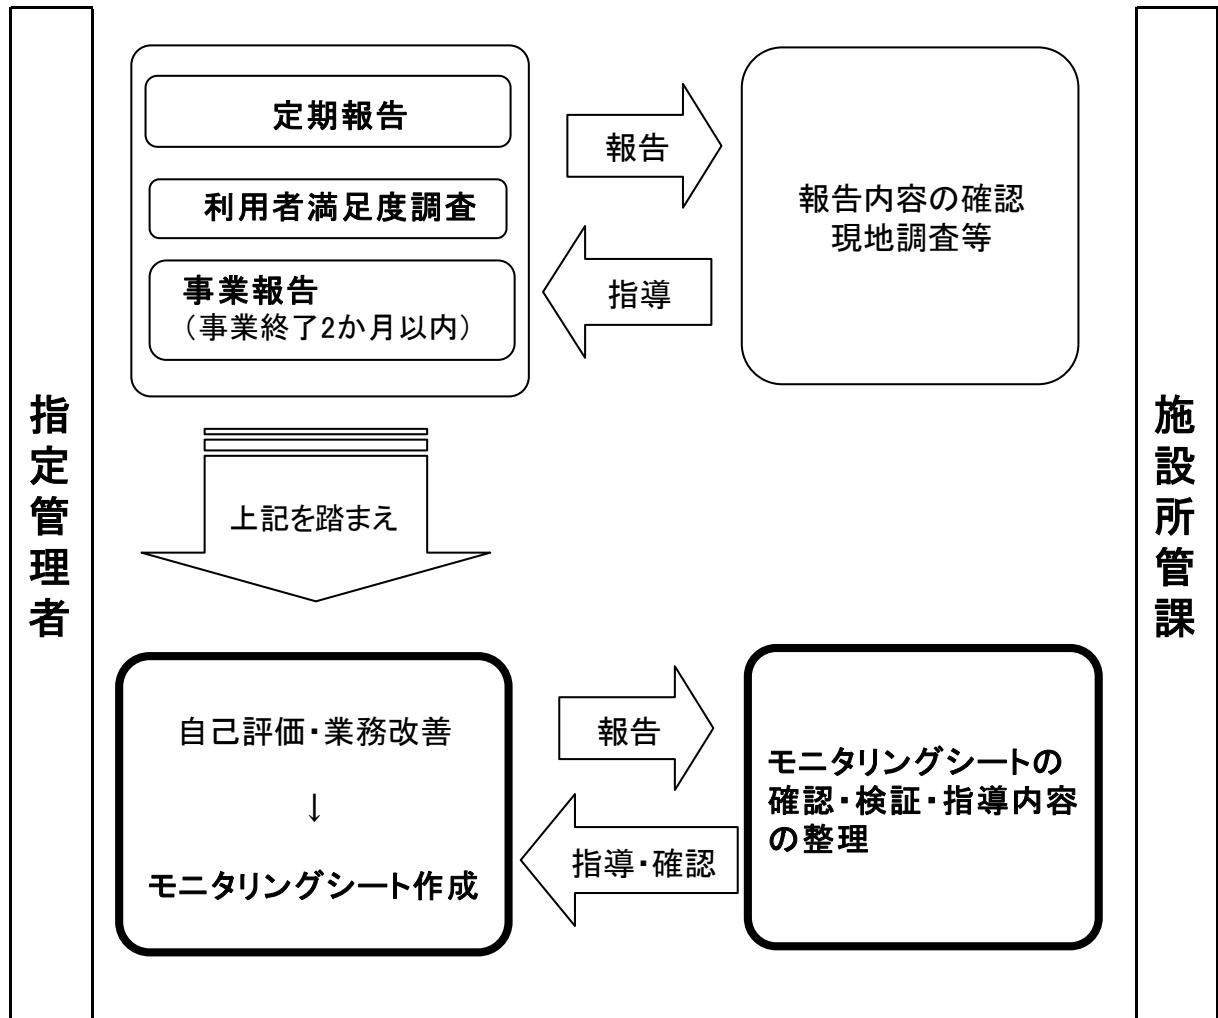 指定管理者
定期報告
利用者満足度調査
事業報告
（事業終了2か月以内）
報告
指導
報告内容の確認
現地調査等
上記を踏まえ
自己評価・業務改善
↓
モニタリングシート作成
報告
指導・確認
モニタリングシートの
確認・検証・指導内容
の整理
施設所管課